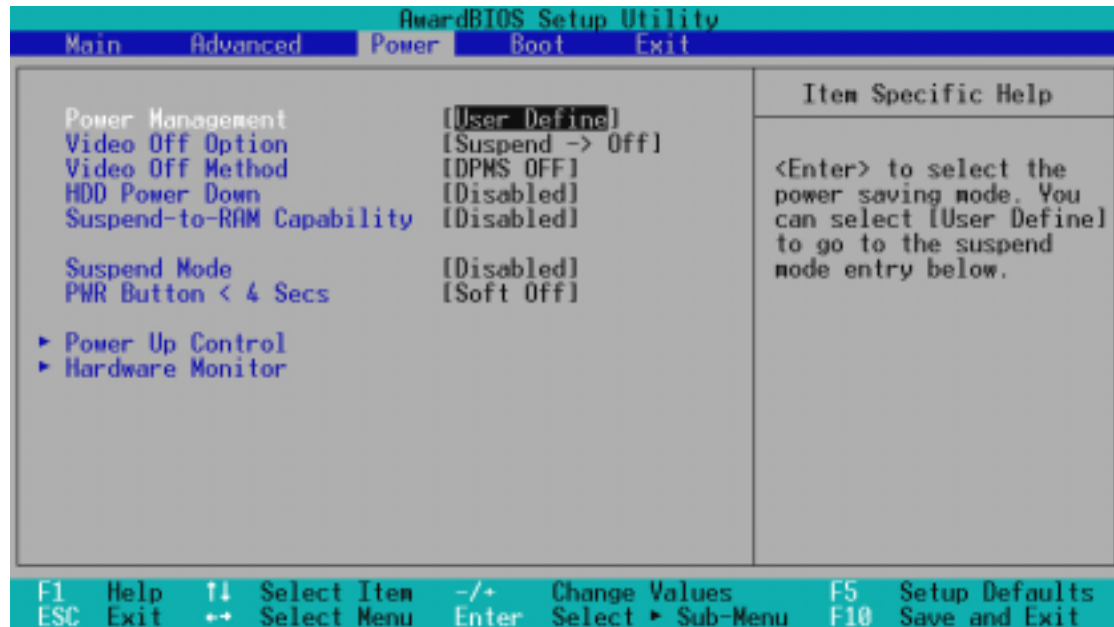 AwardBIOS Setup Utility
Main Advanced Power Boot Exit
Power Management [User Define]
Video Off Option [Suspend -> Off]
Video Off Method [DPMS OFF]
HDD Power Down [Disabled]
Suspend-to-RAM Capability [Disabled]
Suspend Mode [Disabled]
PWR Button < 4 Secs [Soft Off]
Power Up Control
Hardware Monitor
Item Specific Help
<Enter> to select the
power saving mode. You
can select [User Define]
to go to the suspend
mode entry below.
F1 Help ↑↓ Select Item -/+ Change Values F5 Setup Defaults
ESC Exit ←→ Select Menu Enter Select ► Sub-Menu F10 Save and Exit